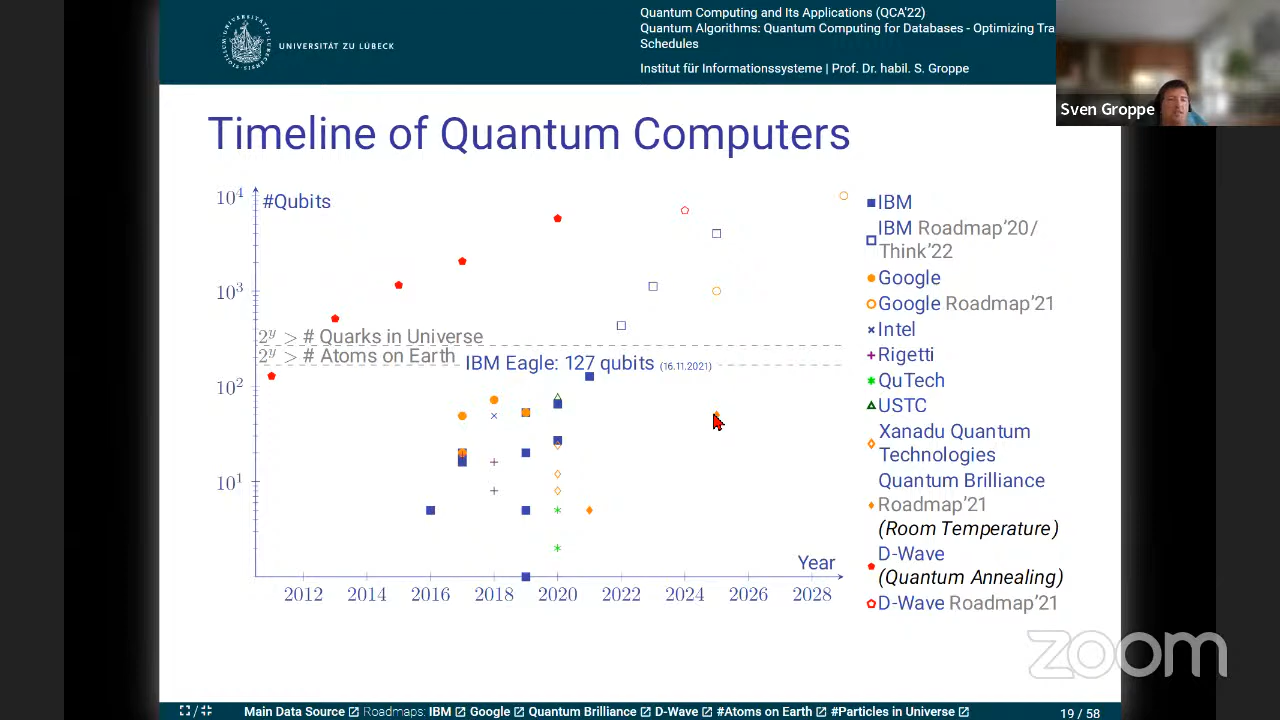 UNIVERSITÄT ZU LÜBECK
Quantum Computing and Its Applications (QCA'22)
Quantum Algorithms: Quantum Computing for Databases - Optimizing Tra
Schedules
Institut für Informationssysteme | Prof. Dr. habil. S. Groppe
Sven Groppe
Timeline of Quantum Computers
10⁴
#Qubits
10³
2^y > # Quarks in Universe
2^y > # Atoms on Earth
IBM Eagle: 127 qubits (16.11.2021)
10²
10¹
Year
2012 2014 2016 2018 2020 2022 2024 2026 2028
IBM
IBM Roadmap'20/
Think'22
Google
Google Roadmap'21
Intel
Rigetti
QuTech
USTC
Xanadu Quantum
Technologies
Quantum Brilliance
Roadmap'21
(Room Temperature)
D-Wave
(Quantum Annealing)
D-Wave Roadmap'21
zoom
Main Data Source Roadmaps: IBM Google Quantum Brilliance D-Wave #Atoms on Earth #Particles in Universe
19 / 58